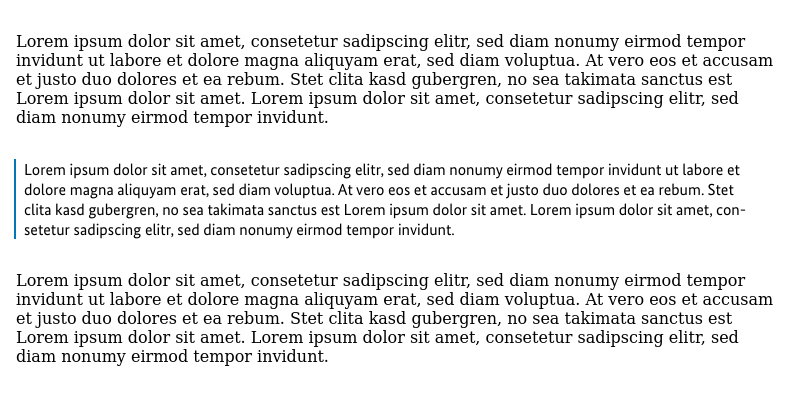 Lorem ipsum dolor sit amet, consetetur sadipscing elitr, sed diam nonumy eirmod tempor
invidunt ut labore et dolore magna aliquyam erat, sed diam voluptua. At vero eos et accusam
et justo duo dolores et ea rebum. Stet clita kasd gubergren, no sea takimata sanctus est
Lorem ipsum dolor sit amet. Lorem ipsum dolor sit amet, consetetur sadipscing elitr, sed
diam nonumy eirmod tempor invidunt.
Lorem ipsum dolor sit amet, consetetur sadipscing elitr, sed diam nonumy eirmod tempor invidunt ut labore et
dolore magna aliquyam erat, sed diam voluptua. At vero eos et accusam et justo duo dolores et ea rebum. Stet
clita kasd gubergren, no sea takimata sanctus est Lorem ipsum dolor sit amet. Lorem ipsum dolor sit amet, con-
setetur sadipscing elitr, sed diam nonumy eirmod tempor invidunt.
Lorem ipsum dolor sit amet, consetetur sadipscing elitr, sed diam nonumy eirmod tempor
invidunt ut labore et dolore magna aliquyam erat, sed diam voluptua. At vero eos et accusam
et justo duo dolores et ea rebum. Stet clita kasd gubergren, no sea takimata sanctus est
Lorem ipsum dolor sit amet. Lorem ipsum dolor sit amet, consetetur sadipscing elitr, sed
diam nonumy eirmod tempor invidunt.